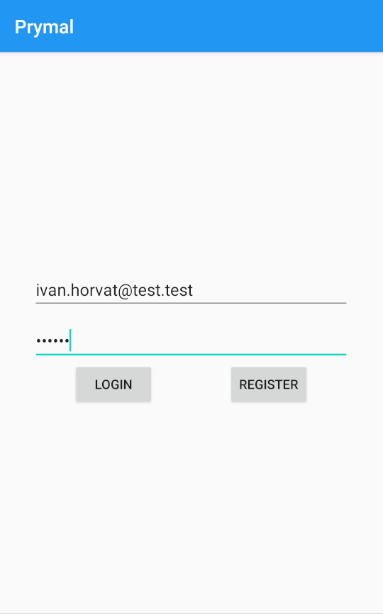 Prymal
ivan.horvat@test.test
••••••
LOGIN REGISTER